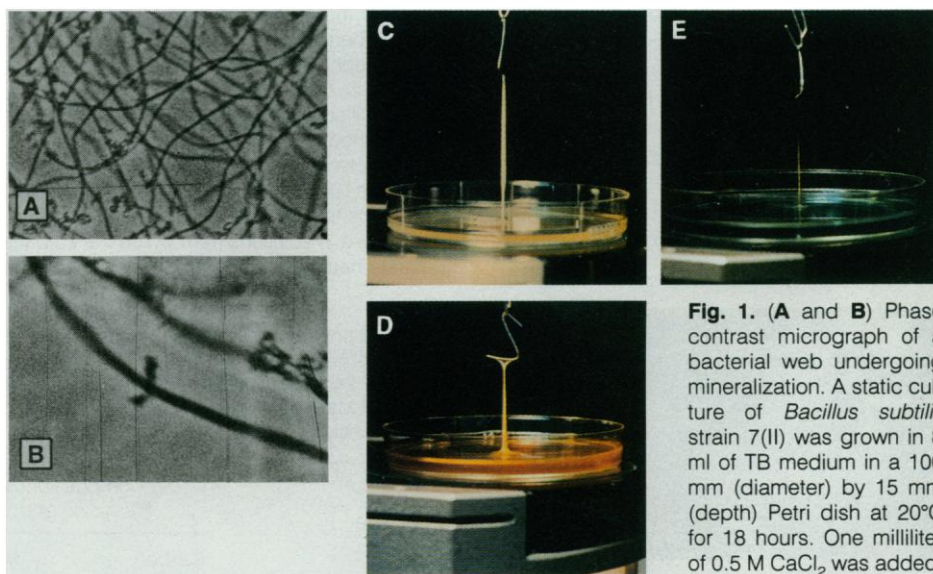 A
B
C
D
E
Fig. 1. (A and B) Phase
contrast micrograph of
bacterial web undergoing
mineralization. A static cul
ture of Bacillus subtili
strain 7(II) was grown in
ml of TB medium in a 100
mm (diameter) by 15 mm
(depth) Petri dish at 20°C
for 18 hours. One millilite
of 0.5 M CaCl₂ was added